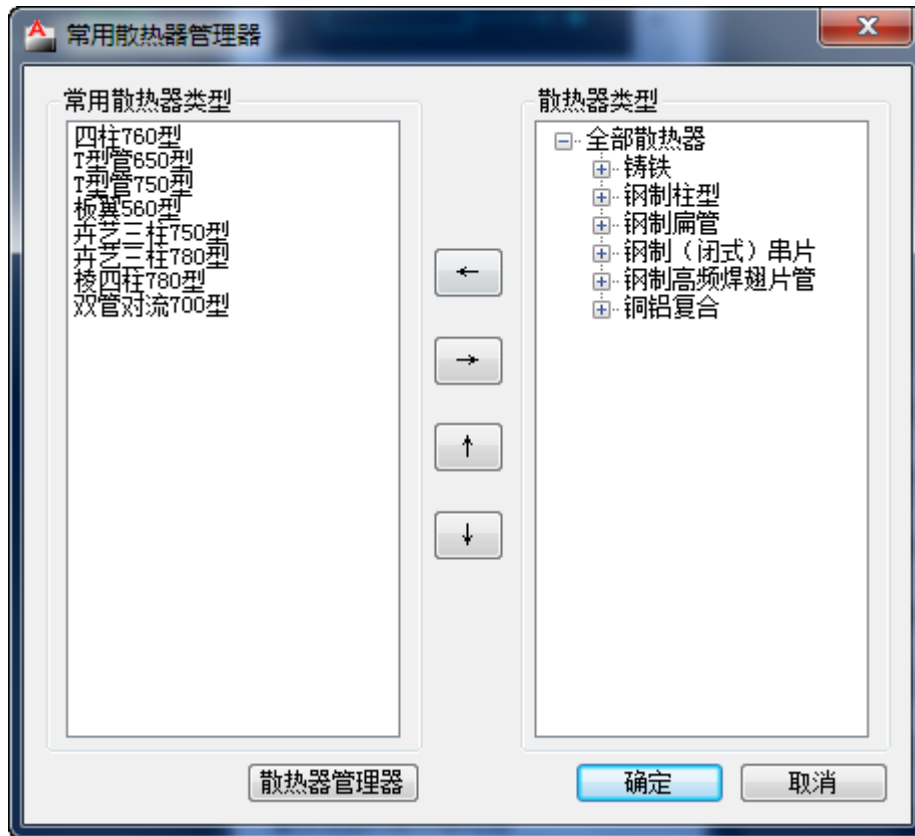 常用散热器管理器
常用散热器类型
四柱760型
T型管650型
T型管750型
板翼560型
卉艺三柱750型
卉艺三柱780型
棱四柱780型
双管对流700型
散热器类型
全部散热器
铸铁
钢制柱型
钢制扁管
钢制（闭式）串片
钢制高频焊翅片管
铜铝复合
散热器管理器
确定
取消